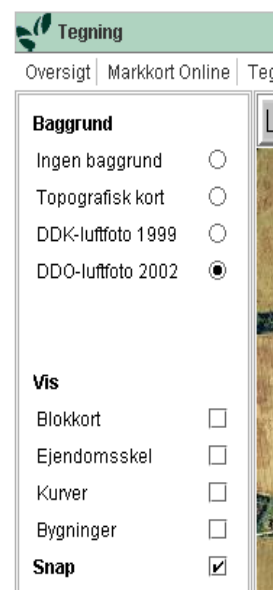 Tegning
Oversigt Markkort Online
Baggrund
Ingen baggrund
Topografisk kort
DDK-luftfoto 1999
DDO-luftfoto 2002
Vis
Blokkort
Ejendomsskel
Kurver
Bygninger
Snap